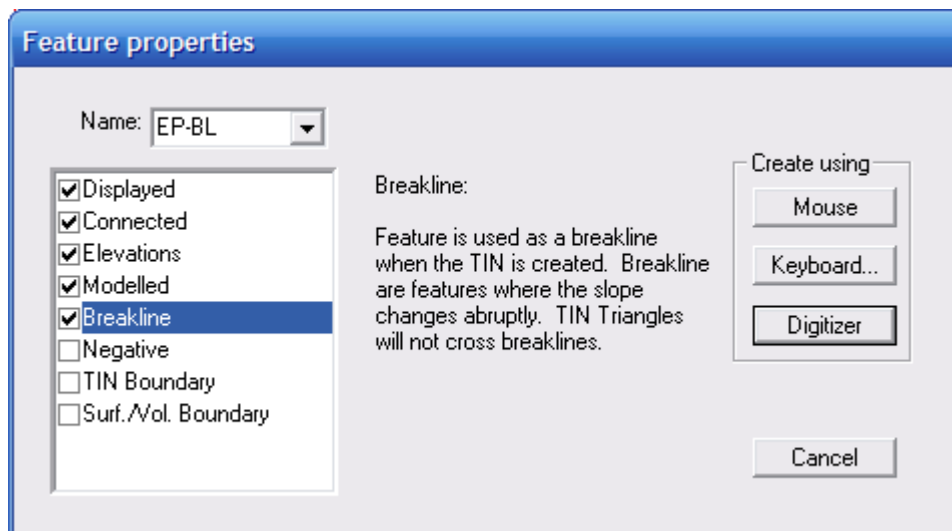 Feature properties
Name: EP-BL
Displayed
Connected
Elevations
Modelled
Breakline
Negative
TIN Boundary
Surf./Vol. Boundary
Breakline:
Feature is used as a breakline
when the TIN is created. Breakline
are features where the slope
changes abruptly. TIN Triangles
will not cross breaklines.
Create using
Mouse
Keyboard...
Digitizer
Cancel